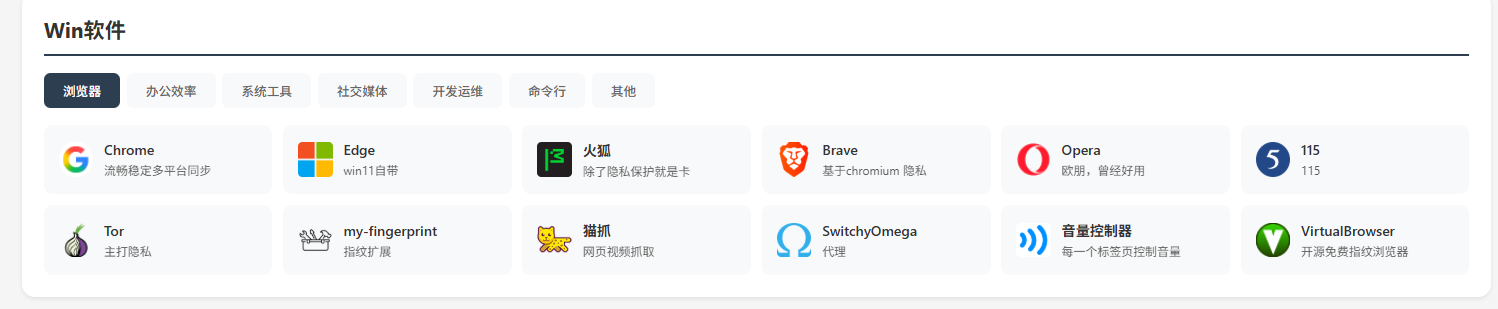 Win软件
浏览器 办公效率 系统工具 社交媒体 开发运维 命令行 其他
Chrome
流畅稳定多平台同步
Edge
win11自带
火狐
除了隐私保护就是卡
Brave
基于chromium 隐私
Opera
欧朋，曾经好用
115
115
Tor
主打隐私
my-fingerprint
指纹扩展
猫抓
网页视频抓取
SwitchyOmega
代理
音量控制器
每一个标签页控制音量
VirtualBrowser
开源免费指纹浏览器